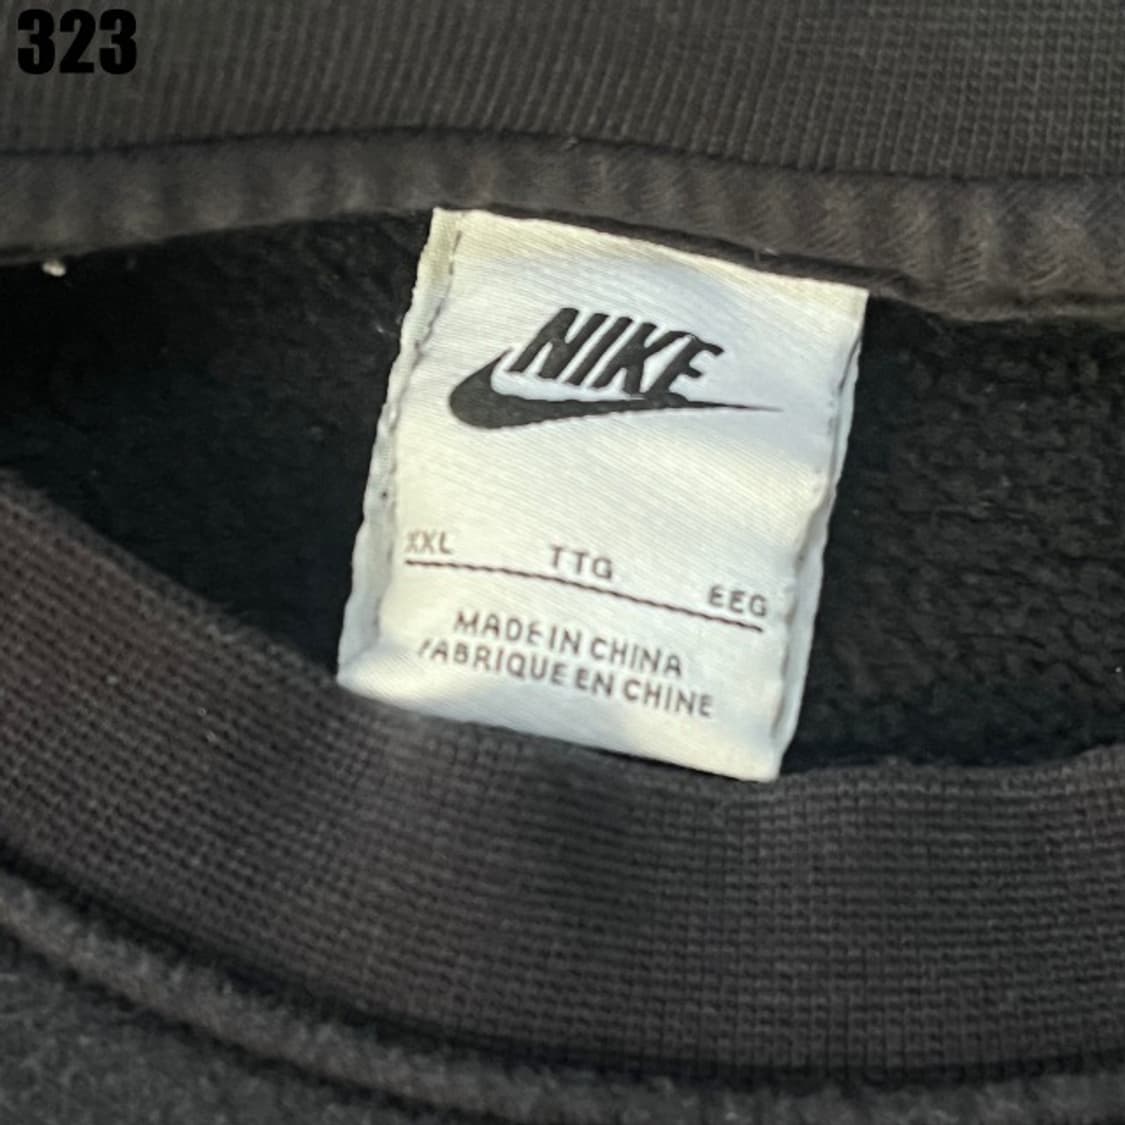 323
NIKE
XXL TTG EEG
MADE IN CHINA
FABRIQUE EN CHINE